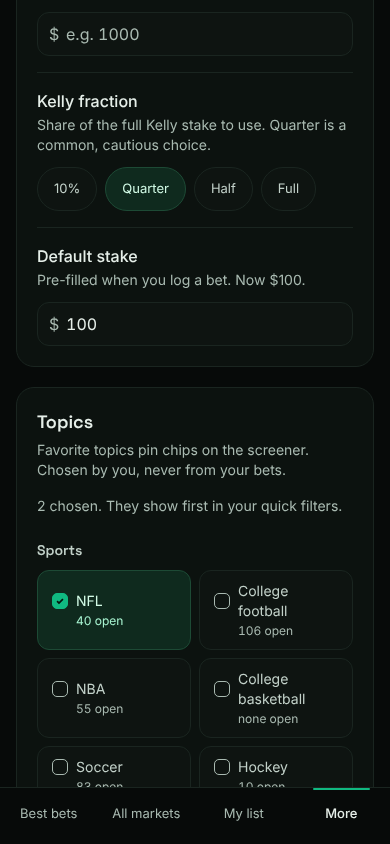 $ e.g. 1000
Kelly fraction
Share of the full Kelly stake to use. Quarter is a
common, cautious choice.
10%
Quarter
Half
Full
Default stake
Pre-filled when you log a bet. Now $100.
$ 100
Topics
Favorite topics pin chips on the screener.
Chosen by you, never from your bets.
2 chosen. They show first in your quick filters.
Sports
NFL
40 open
College
football
106 open
NBA
55 open
College
basketball
none open
Soccer
83 open
Hockey
10 open
Best bets
All markets
My list
More